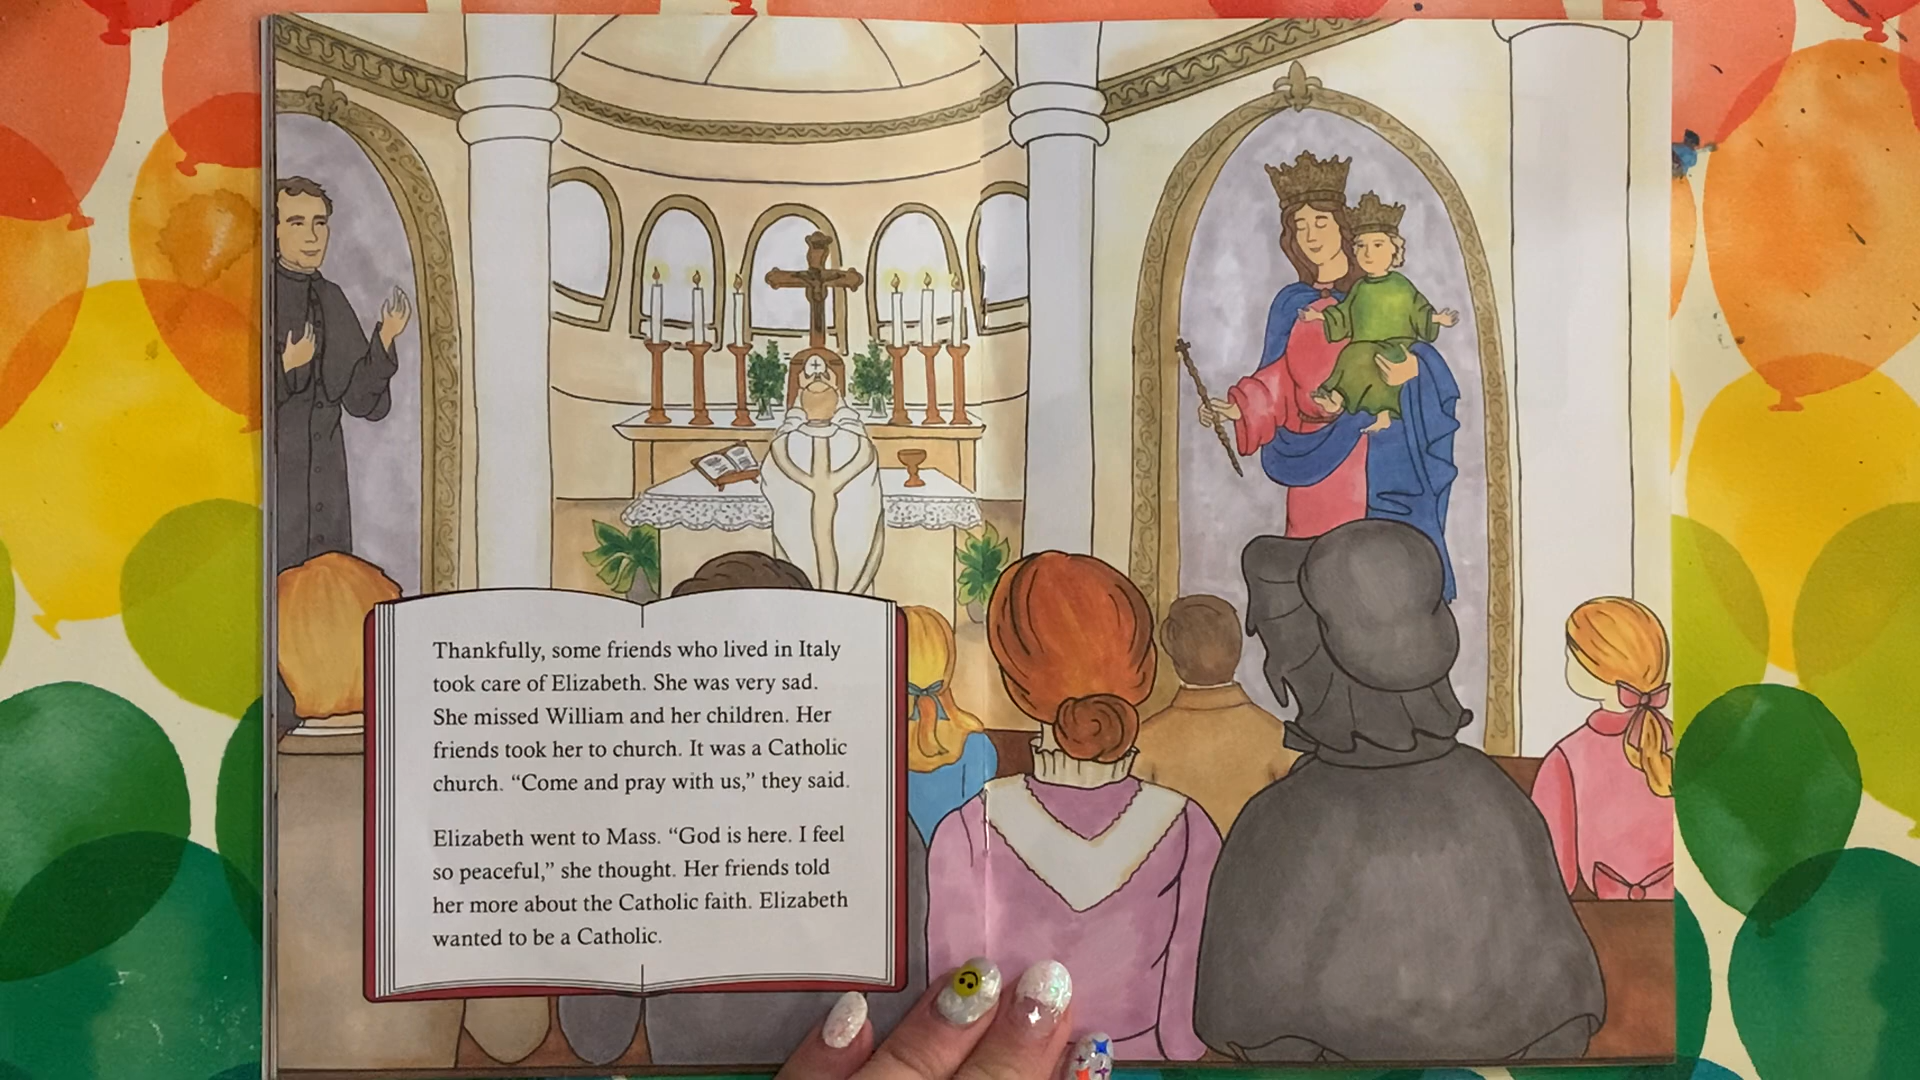 Thankfully, some friends who lived in Italy
took care of Elizabeth. She was very sad.
She missed William and her children. Her
friends took her to church. It was a Catholic
church. “Come and pray with us,” they said.
Elizabeth went to Mass. “God is here. I feel
so peaceful,” she thought. Her friends told
her more about the Catholic faith. Elizabeth
wanted to be a Catholic.